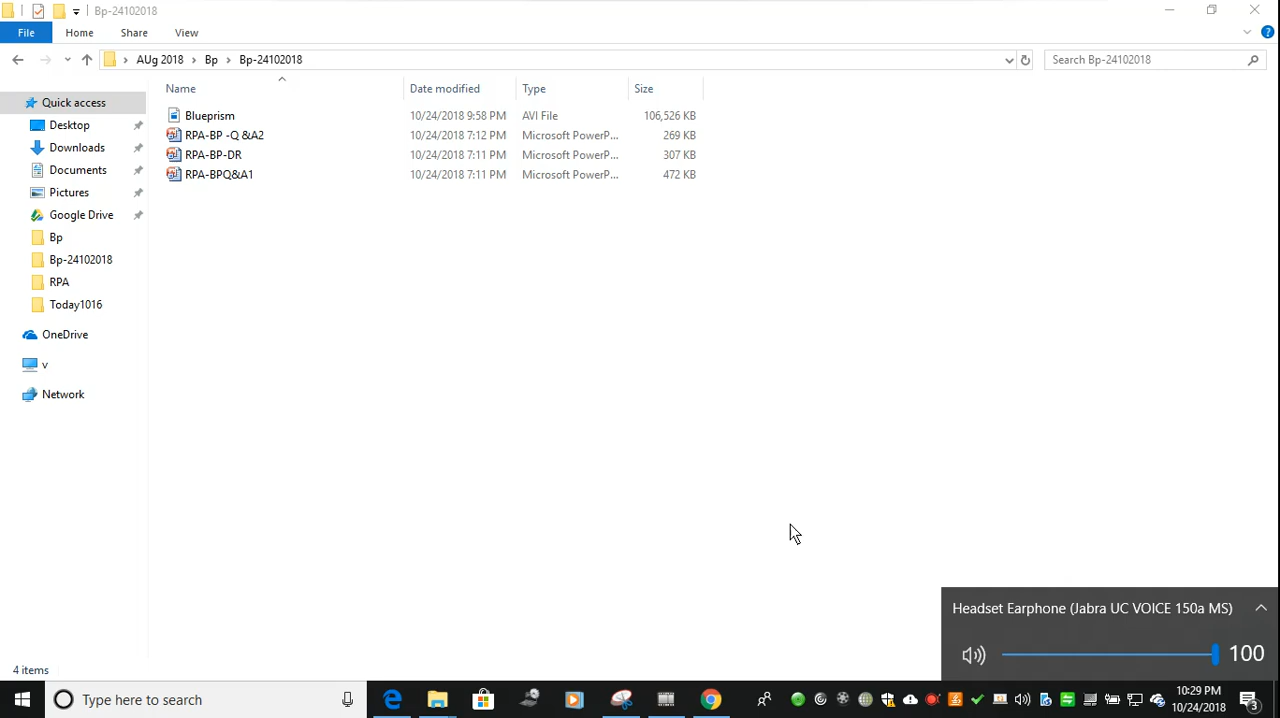 Bp-24102018
File Home Share View
AUg 2018 Bp Bp-24102018 Search Bp-24102018
Name Date modified Type Size
Quick access
Desktop
Downloads
Documents
Pictures
Google Drive
Bp
Bp-24102018
RPA
Today1016
OneDrive
v
Network
Blueprism 10/24/2018 9:58 PM AVI File 106,526 KB
RPA-BP -Q &A2 10/24/2018 7:12 PM Microsoft PowerP... 269 KB
RPA-BP-DR 10/24/2018 7:11 PM Microsoft PowerP... 307 KB
RPA-BPQ&A1 10/24/2018 7:11 PM Microsoft PowerP... 472 KB
Headset Earphone (Jabra UC VOICE 150a MS)
100
4 items
Type here to search
10:29 PM
10/24/2018
3